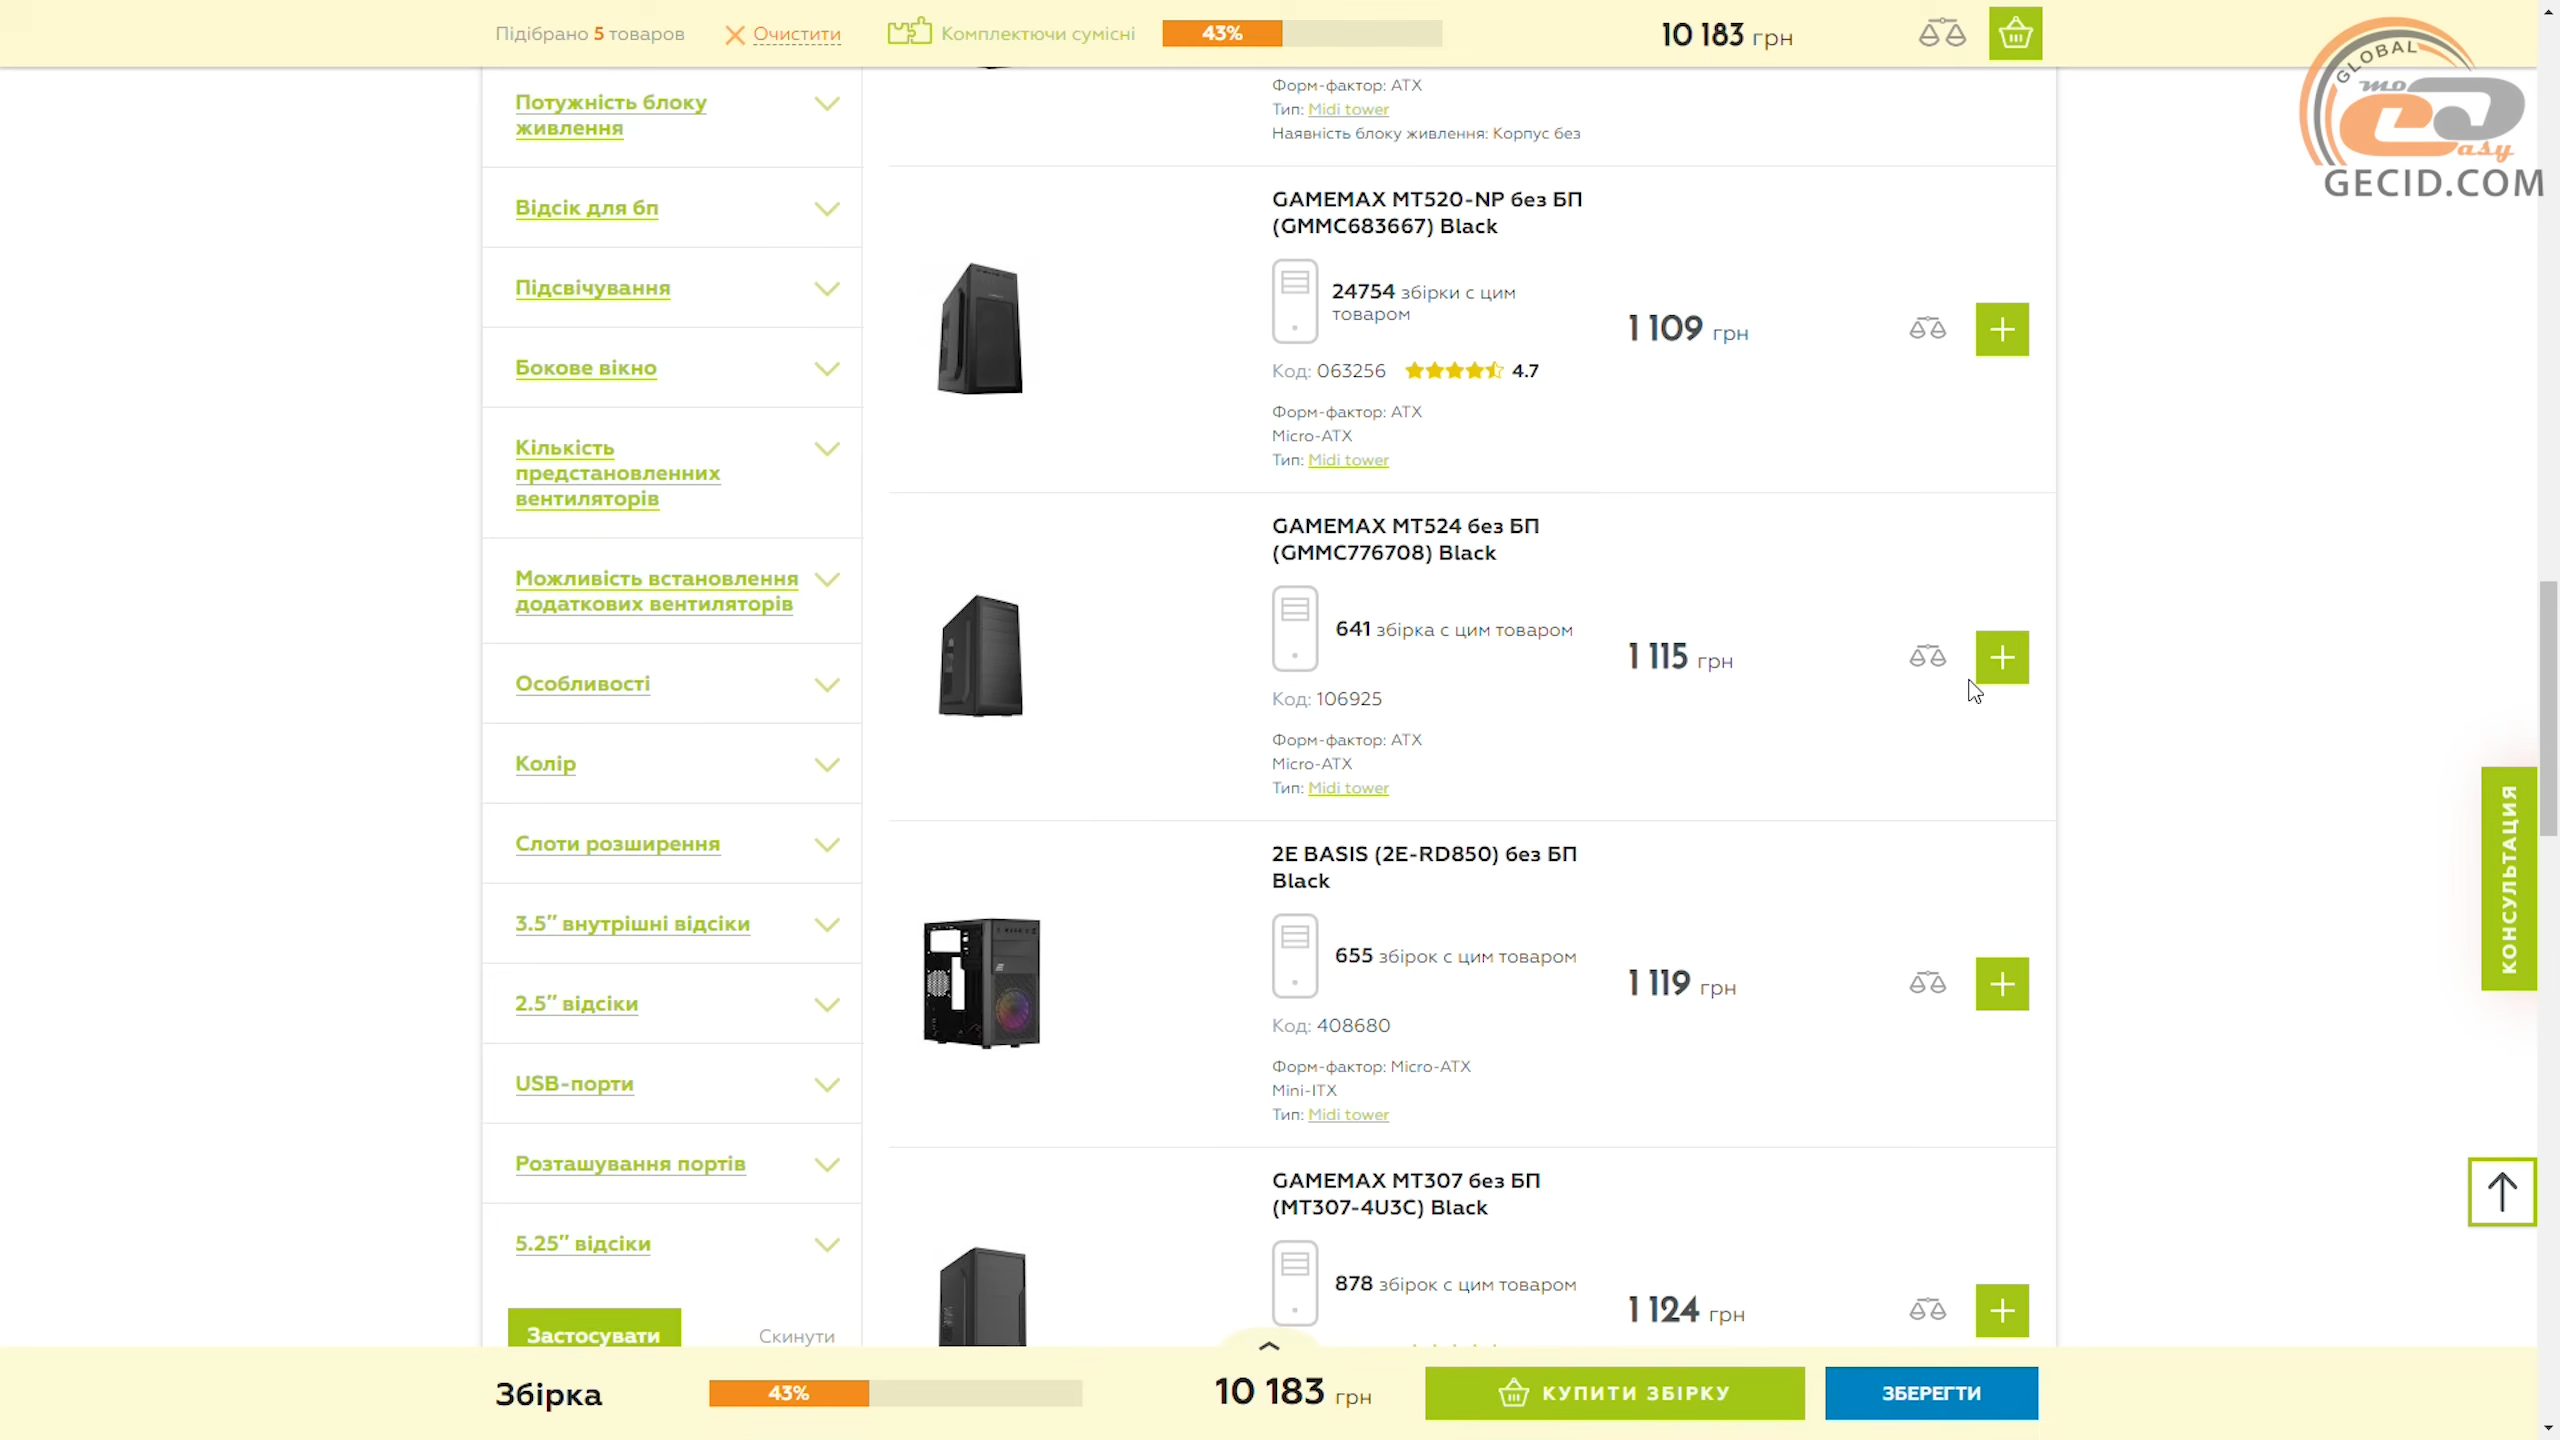 Підібрано 5 товаров
Очистити
Комплектючи сумісні
43%
10 183 грн
GLOBAL
mo
easy
GECID.COM
Потужність блоку
живлення
Відсік для бп
Підсвічування
Бокове вікно
Кількість
предстановленних
вентиляторів
Можливість встановлення
додаткових вентиляторів
Особливості
Колір
Слоти розширення
3.5" внутрішні відсіки
2.5" відсіки
USB-порти
Розташування портів
5.25" відсіки
Застосувати
Скинути
Форм-фактор: ATX
Тип: Midi tower
Наявність блоку живлення: Корпус без
GAMEMAX MT520-NP без БП
(GMMC683667) Black
24754 збірки с цим
товаром
1 109 грн
Код: 063256 4.7
Форм-фактор: ATX
Micro-ATX
Тип: Midi tower
GAMEMAX MT524 без БП
(GMMC776708) Black
641 збірка с цим товаром
1 115 грн
Код: 106925
Форм-фактор: ATX
Micro-ATX
Тип: Midi tower
2E BASIS (2E-RD850) без БП
Black
655 збірок с цим товаром
1 119 грн
Код: 408680
Форм-фактор: Micro-ATX
Mini-ITX
Тип: Midi tower
GAMEMAX MT307 без БП
(MT307-4U3C) Black
878 збірок с цим товаром
1 124 грн
КОНСУЛЬТАЦИЯ
Збірка
43%
10 183 грн
КУПИТИ ЗБІРКУ
ЗБЕРЕГТИ